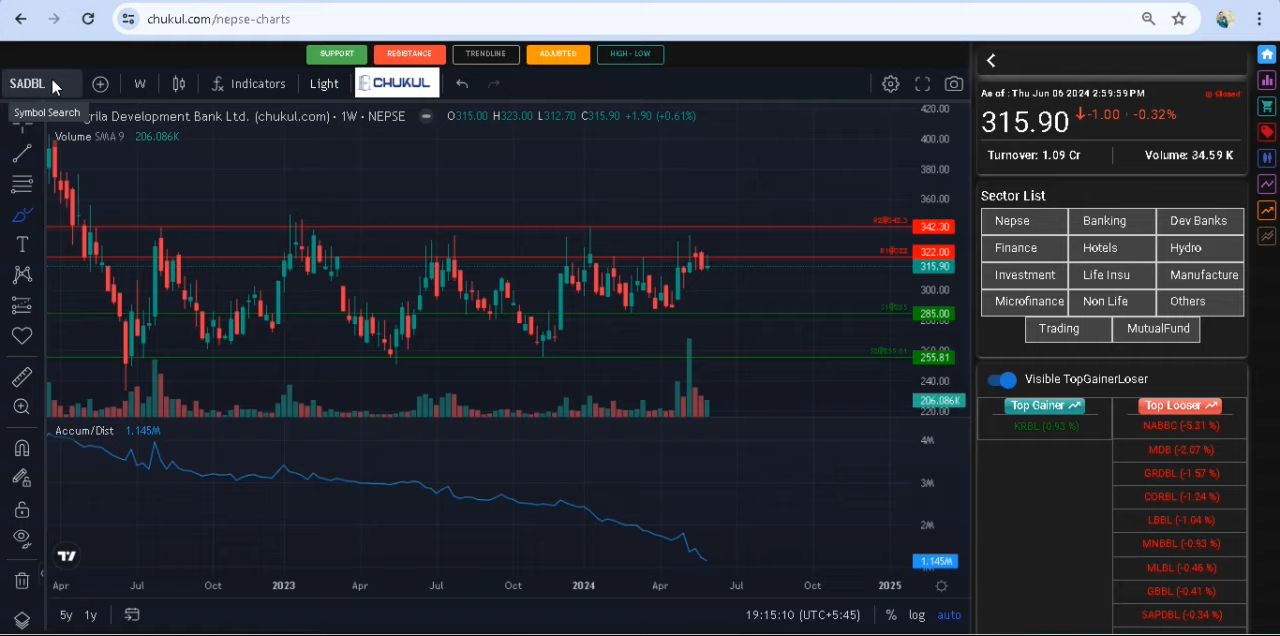 chukul.com/nepse-charts
SUPPORT RESISTANCE TRENDLINE ADJUSTED HIGH - LOW
SADBL W Indicators Light CHUKUL
Symbol Search
rila Development Bank Ltd. (chukul.com) · 1W · NEPSE O315.00 H323.00 L312.70 C315.90 +1.90 (+0.61%)
Volume SMA 9 206.086K
420.00
400.00
380.00
360.00
342.30
322.00
315.90
300.00
285.00
280.00
255.81
240.00
206.086K
220.00
Accum/Dist 1.145M
4M
3M
2M
1.145M
Apr Jul Oct 2023 Apr Jul Oct 2024 Apr Jul Oct 2025
5y 1y 19:15:10 (UTC+5:45) % log auto
As of : Thu Jun 06 2024 2:59:59 PM Closed
315.90 -1.00 · -0.32%
Turnover: 1.09 Cr Volume: 34.59 K
Sector List
Nepse Banking Dev Banks
Finance Hotels Hydro
Investment Life Insu Manufacture
Microfinance Non Life Others
Trading MutualFund
Visible TopGainerLoser
Top Gainer Top Looser
KRBL (0.93 %) NABBC (-5.31 %)
MDB (-2.07 %)
GRDBL (-1.57 %)
CORBL (-1.24 %)
LBBL (-1.04 %)
MNBBL (-0.93 %)
MLBL (-0.46 %)
GBBL (-0.41 %)
SAPDBL (-0.34 %)